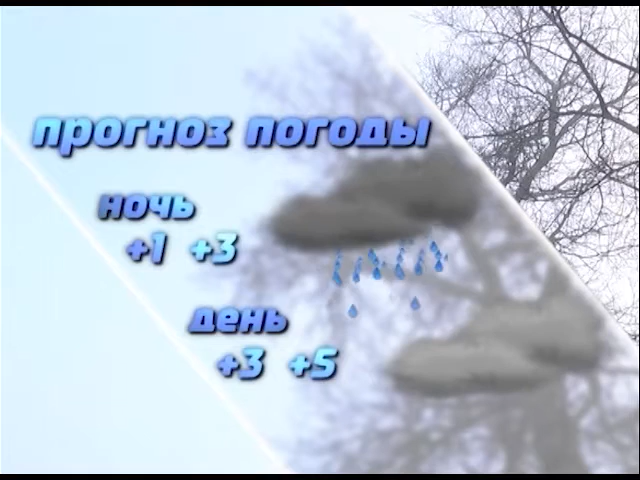 прогноз погоды
ночь
+1 +3
день
+3 +5